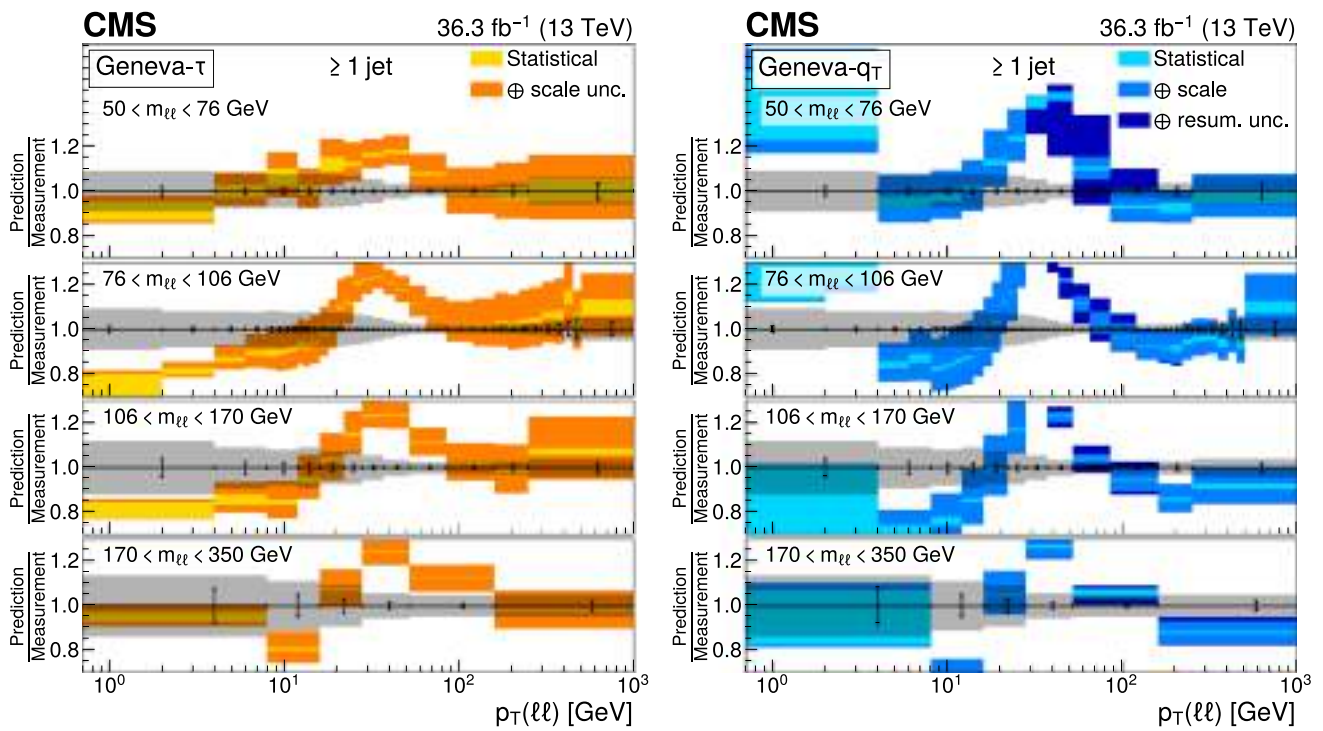 CMS 36.3 fb⁻¹ (13 TeV)
Geneva-τ ≥ 1 jet Statistical
⊕ scale unc.
50 < mℓℓ < 76 GeV
1.2
1.0
0.8
Prediction
Measurement
76 < mℓℓ < 106 GeV
1.2
1.0
0.8
Prediction
Measurement
106 < mℓℓ < 170 GeV
1.2
1.0
0.8
Prediction
Measurement
170 < mℓℓ < 350 GeV
1.2
1.0
0.8
Prediction
Measurement
10⁰ 10¹ 10² 10³
p_T(ℓℓ) [GeV]
CMS 36.3 fb⁻¹ (13 TeV)
Geneva-q_T ≥ 1 jet Statistical
⊕ scale
50 < mℓℓ < 76 GeV ⊕ resum. unc.
1.2
1.0
0.8
Prediction
Measurement
76 < mℓℓ < 106 GeV
1.2
1.0
0.8
Prediction
Measurement
106 < mℓℓ < 170 GeV
1.2
1.0
0.8
Prediction
Measurement
170 < mℓℓ < 350 GeV
1.2
1.0
0.8
Prediction
Measurement
10⁰ 10¹ 10² 10³
p_T(ℓℓ) [GeV]